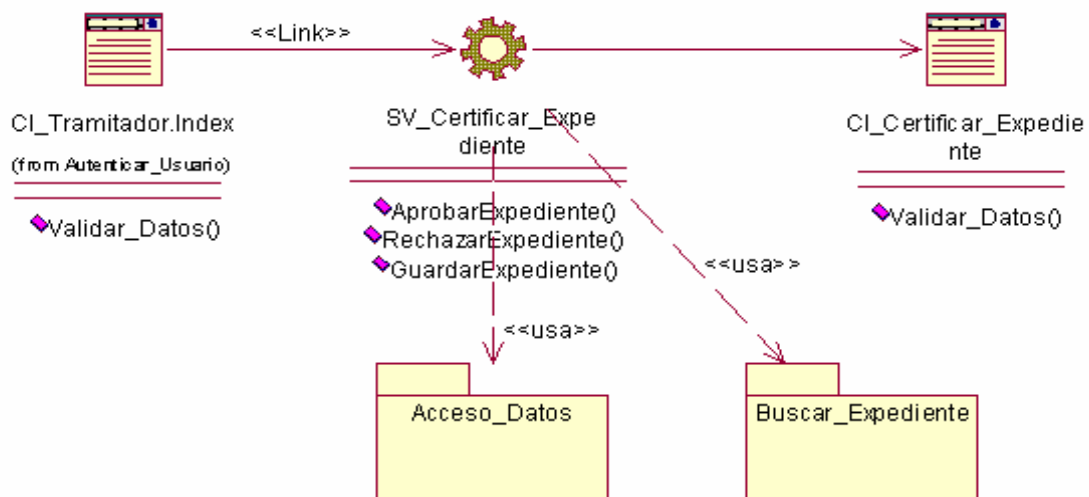 <<Link>>
CI_Tramitador.Index
(from Autenticar_Usuario)
Validar_Datos()
SV_Certificar_Expe
diente
AprobarExpediente()
RechazarExpediente()
GuardarExpediente()
CI_Certificar_Expedie
nte
Validar_Datos()
<<usa>>
<<usa>>
Acceso_Datos
Buscar_Expediente